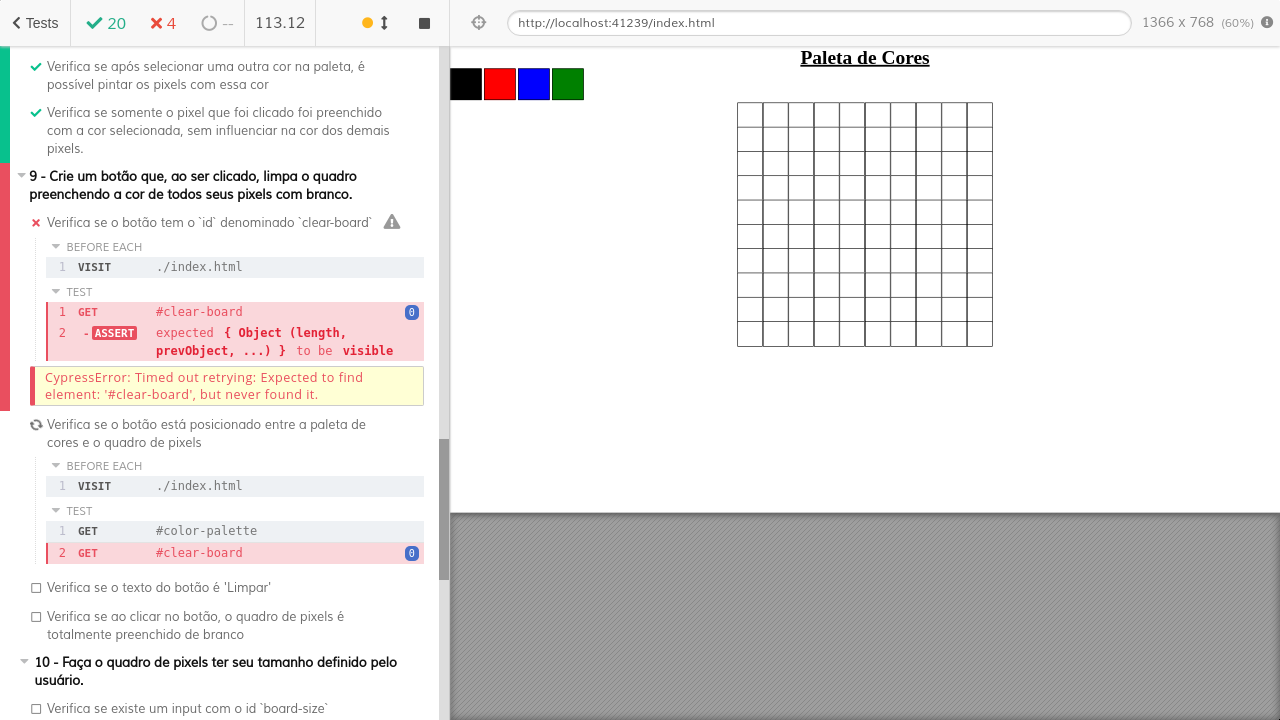 Tests
20
4
--
113.12
http://localhost:41239/index.html
1366 x 768 (60%)
Verifica se após selecionar uma outra cor na paleta, é
possível pintar os pixels com essa cor
Verifica se somente o pixel que foi clicado foi preenchido
com a cor selecionada, sem influenciar na cor dos demais
pixels.
9 - Crie um botão que, ao ser clicado, limpa o quadro
preenchendo a cor de todos seus pixels com branco.
Verifica se o botão tem o `id` denominado `clear-board`
BEFORE EACH
1 VISIT ./index.html
TEST
1 GET #clear-board 0
2 -ASSERT expected { Object (length,
prevObject, ...) } to be visible
CypressError: Timed out retrying: Expected to find
element: '#clear-board', but never found it.
Verifica se o botão está posicionado entre a paleta de
cores e o quadro de pixels
BEFORE EACH
1 VISIT ./index.html
TEST
1 GET #color-palette
2 GET #clear-board 0
Verifica se o texto do botão é 'Limpar'
Verifica se ao clicar no botão, o quadro de pixels é
totalmente preenchido de branco
10 - Faça o quadro de pixels ter seu tamanho definido pelo
usuário.
Verifica se existe um input com o id `board-size`
Paleta de Cores